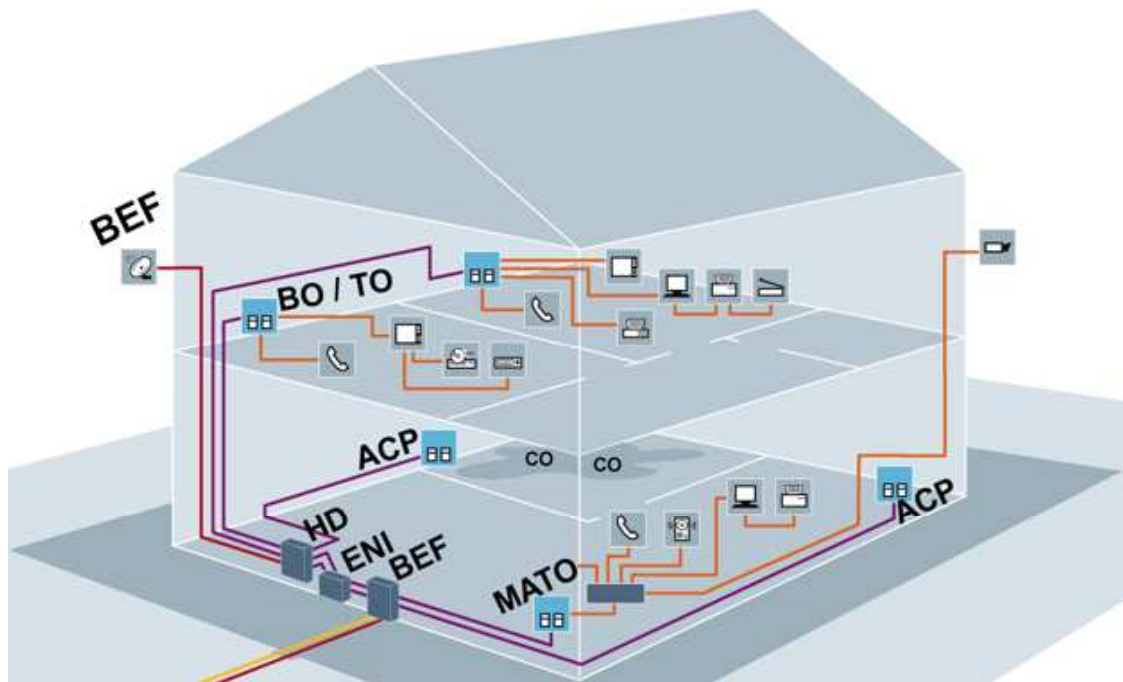 BEF
BO / TO
ACP
CO
CO
ACP
HD
ENI
BEF
MATO